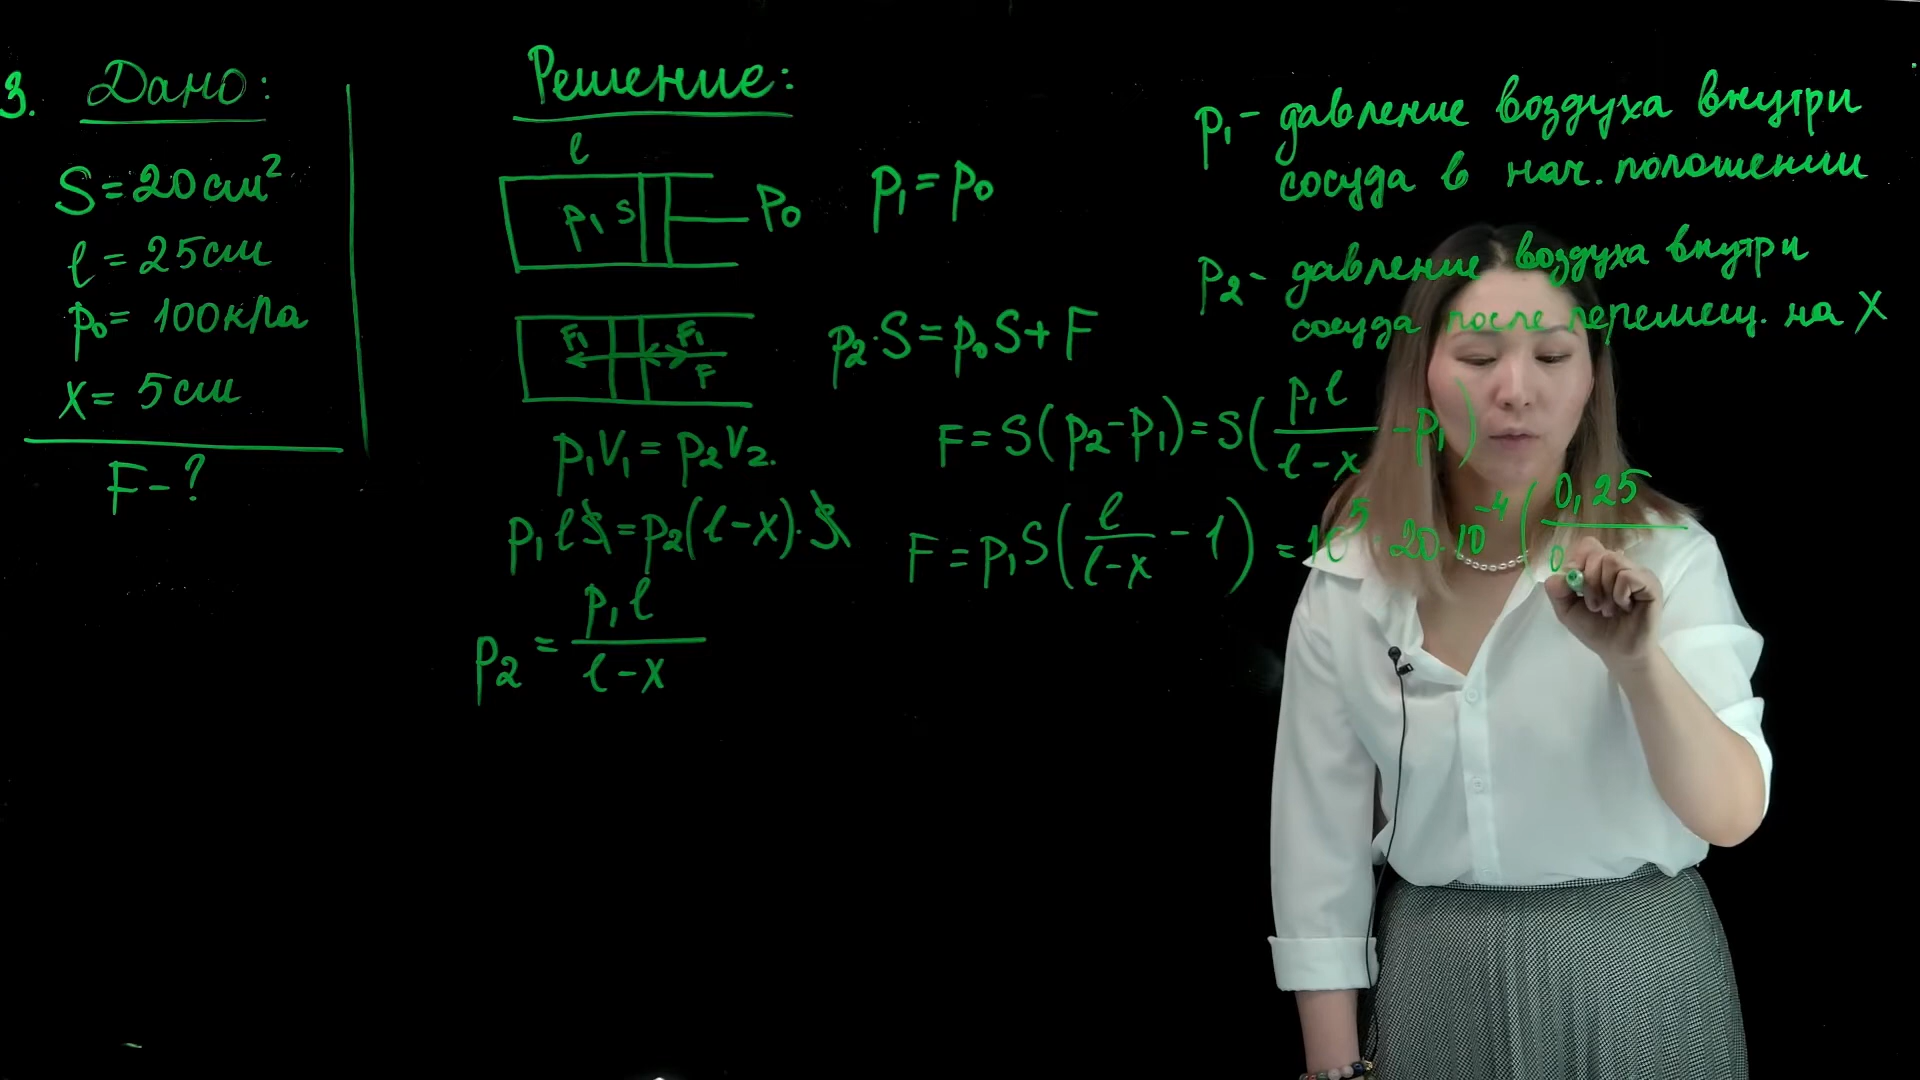 3. Дано:
S = 20 см²
l = 25 см
p₀ = 100 кПа
x = 5 см
F - ?
Решение:
l
p₁ S
p₀
p₁ = p₀
F₁ F₁
F
p₂·S = p₀S + F
p₁V₁ = p₂V₂.
p₁lS = p₂(l-x)·S
p₂ = p₁l / (l-x)
F = S(p₂-p₁) = S(p₁l / (l-x) - p₁)
F = p₁S(l / (l-x) - 1) = 10⁵·20·10⁻⁴(0,25 / 0
p₁ - давление воздуха внутри
сосуда в нач. положении
p₂ - давление воздуха внутри
сосуда после перемещ. на x